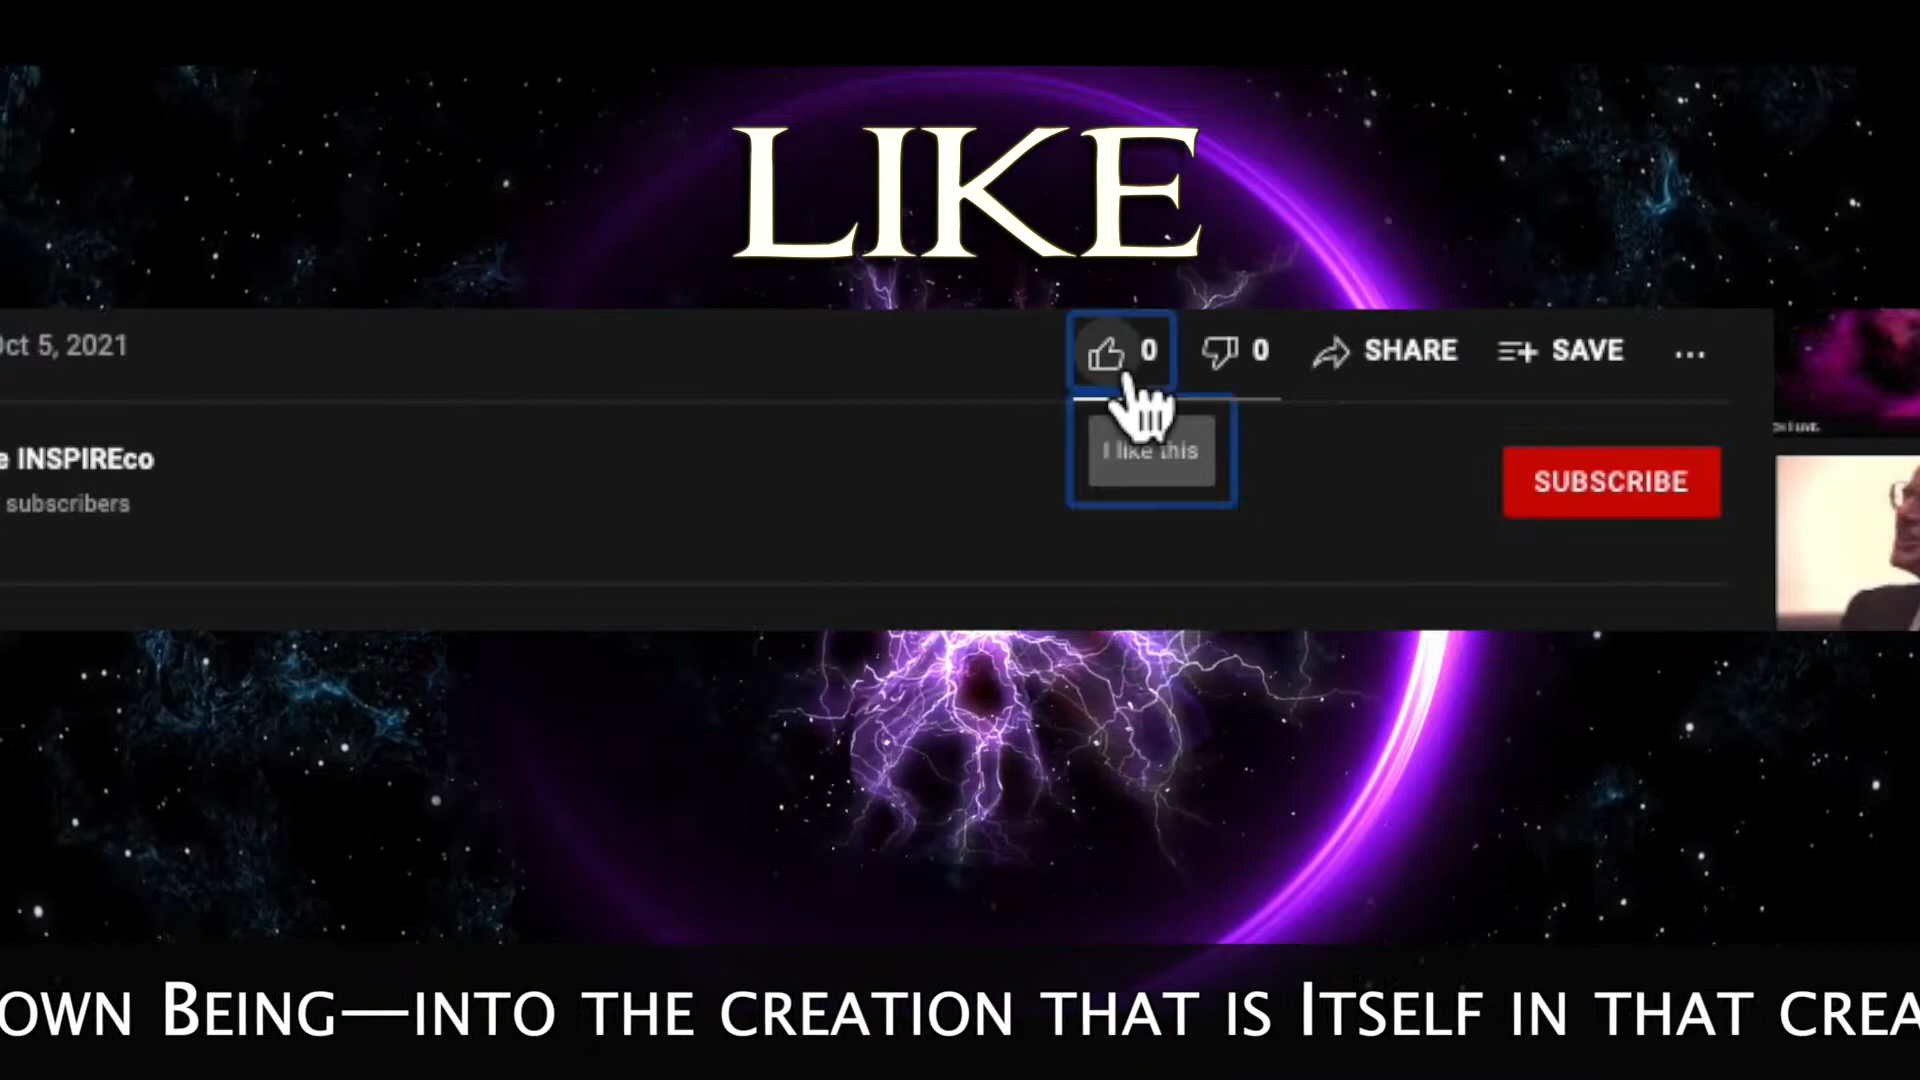 LIKE
Oct 5, 2021
0 0 SHARE SAVE ...
e INSPIREco
I like this
SUBSCRIBE
subscribers
OWN BEING—INTO THE CREATION THAT IS ITSELF IN THAT CREA